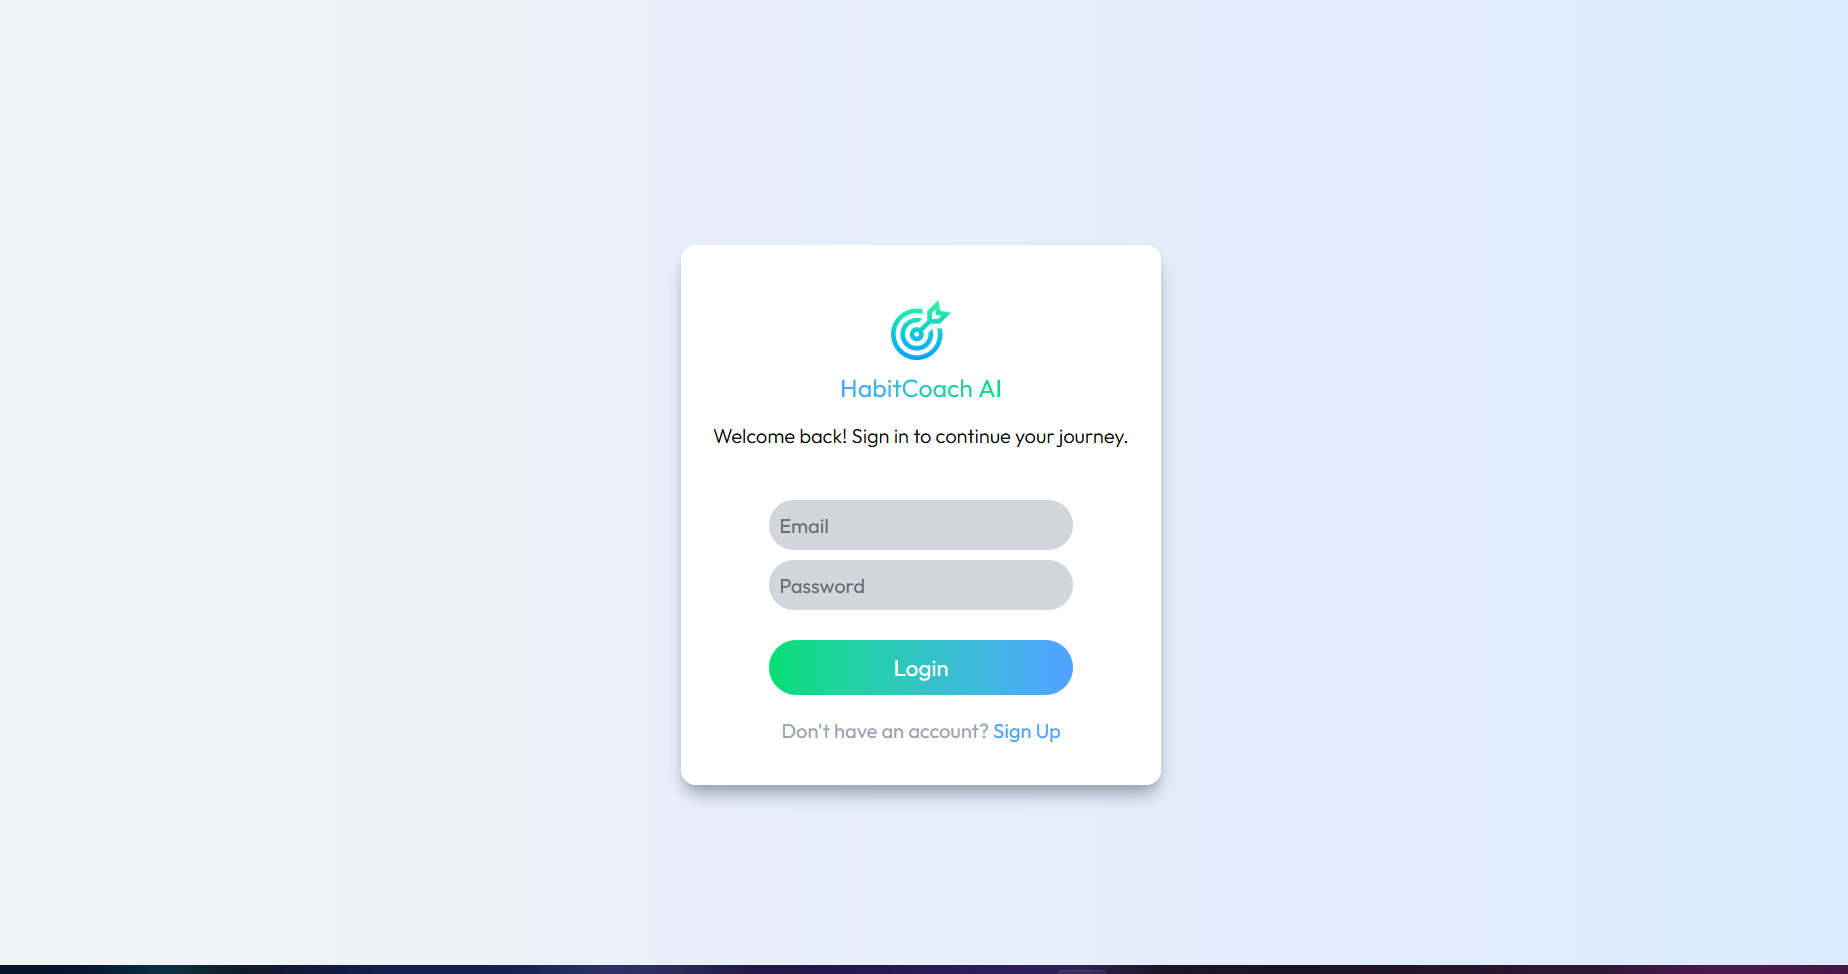 HabitCoach AI
Welcome back! Sign in to continue your journey.
Email
Password
Login
Don't have an account? Sign Up